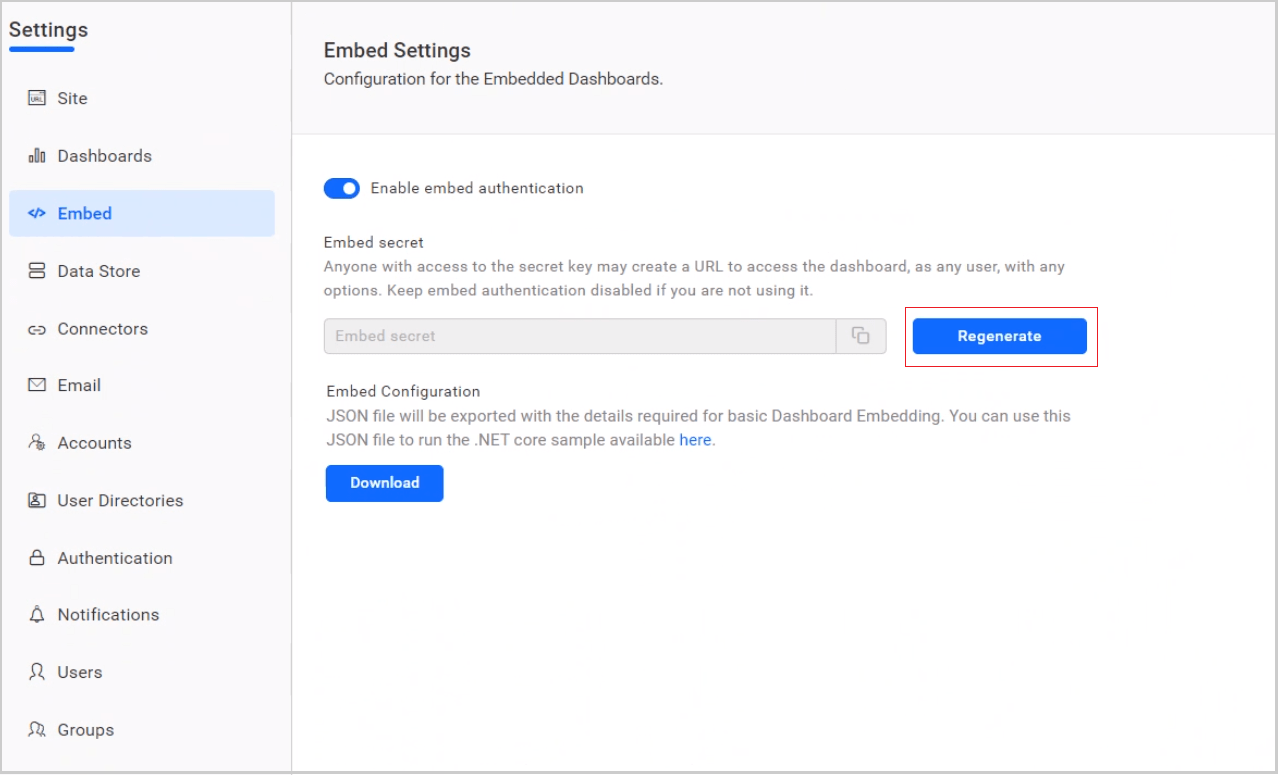 Settings
Site
Dashboards
Embed
Data Store
Connectors
Email
Accounts
User Directories
Authentication
Notifications
Users
Groups
Embed Settings
Configuration for the Embedded Dashboards.
Enable embed authentication
Embed secret
Anyone with access to the secret key may create a URL to access the dashboard, as any user, with any
options. Keep embed authentication disabled if you are not using it.
Embed secret
Regenerate
Embed Configuration
JSON file will be exported with the details required for basic Dashboard Embedding. You can use this
JSON file to run the .NET core sample available here.
Download